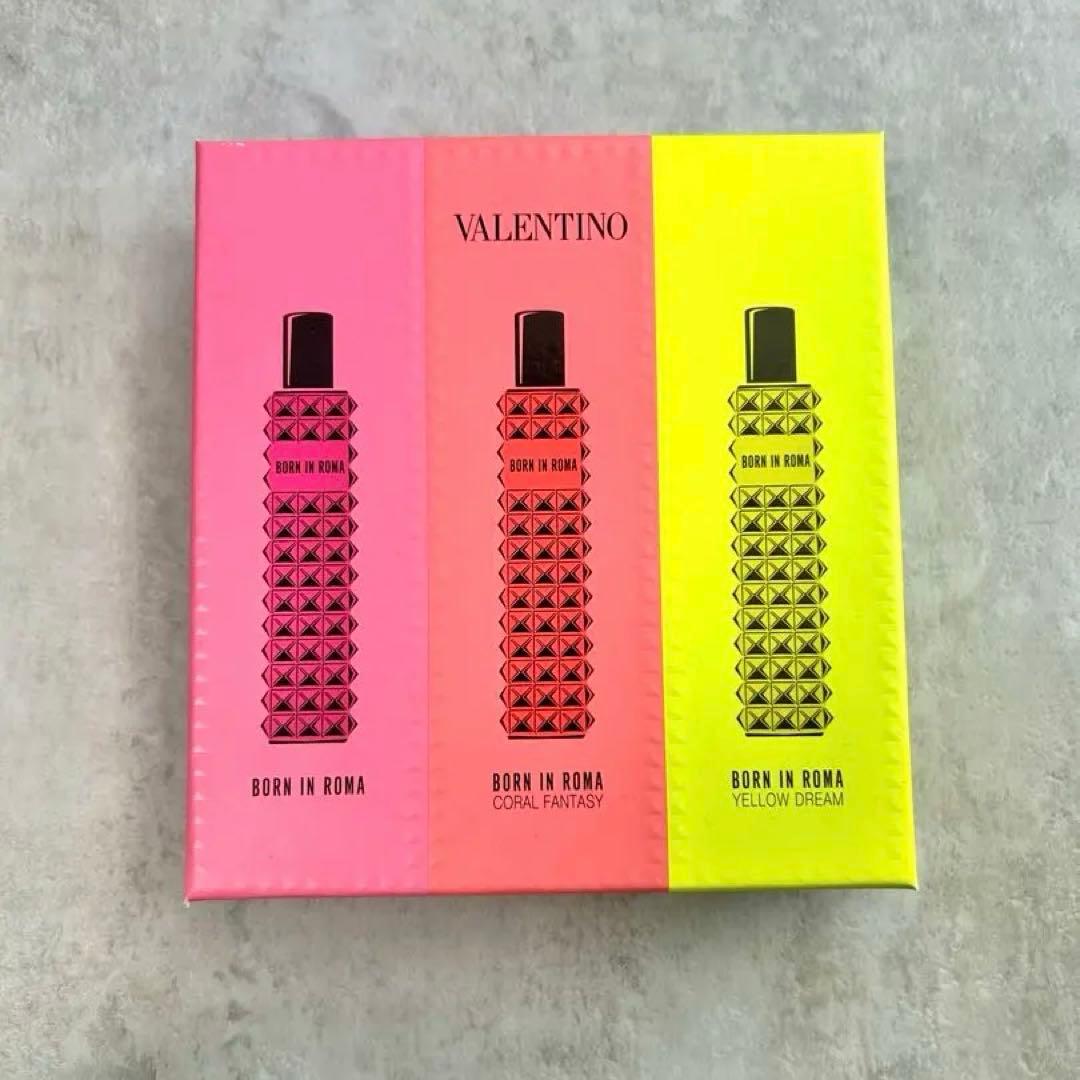 VALENTINO
BORN IN ROMA
BORN IN ROMA
BORN IN ROMA
BORN IN ROMA
BORN IN ROMA
CORAL FANTASY
BORN IN ROMA
YELLOW DREAM